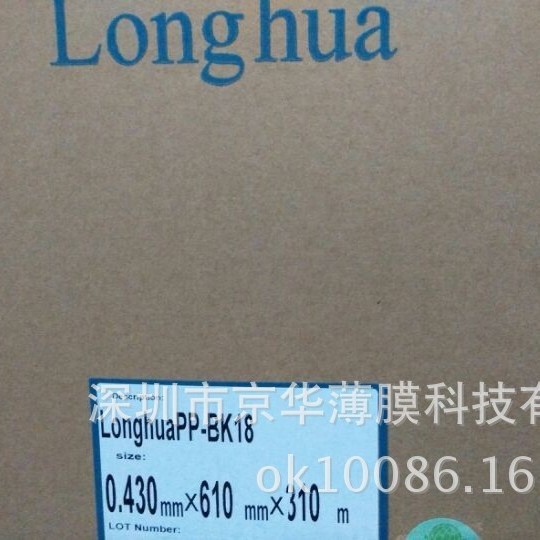 Longhua
Description:
深圳市京华薄膜科技有
LonghuaPP-BK18
size:
ok10086.16
0.430mm×610 mm×310 m
LOT Number: